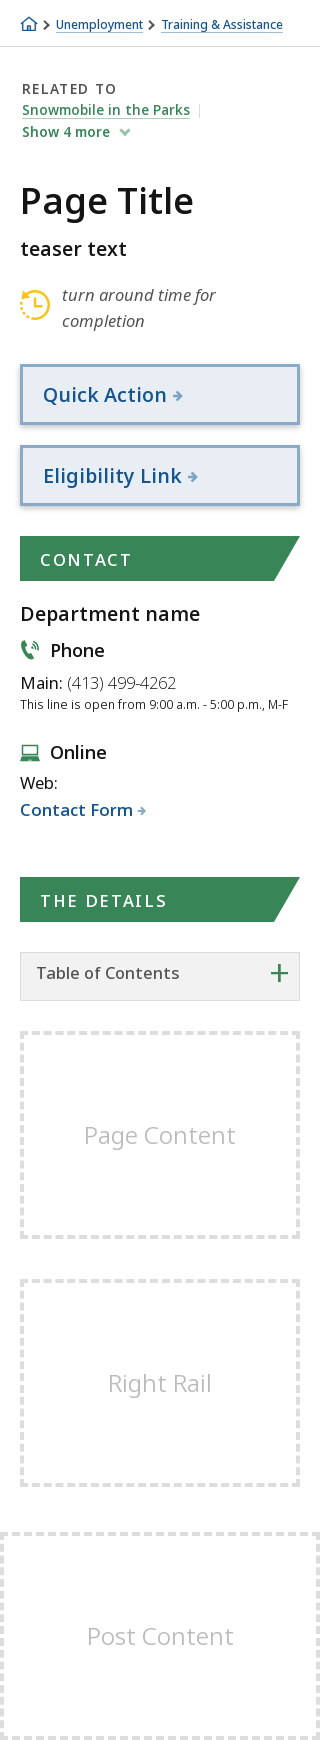 Unemployment Training & Assistance
RELATED TO
Snowmobile in the Parks
Show 4 more
Page Title
teaser text
turn around time for
completion
Quick Action
Eligibility Link
CONTACT
Department name
Phone
Main: (413) 499-4262
This line is open from 9:00 a.m. - 5:00 p.m., M-F
Online
Web:
Contact Form
THE DETAILS
Table of Contents
Page Content
Right Rail
Post Content